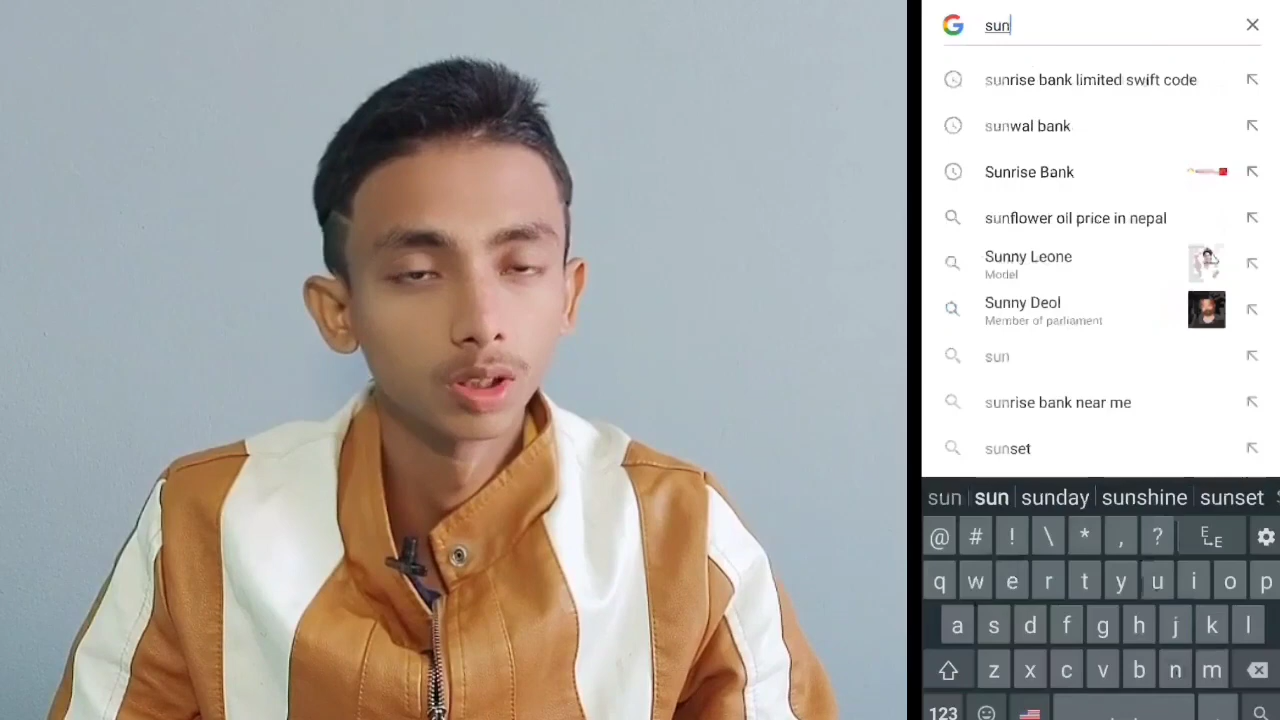 sun
sunrise bank limited swift code
sunwal bank
Sunrise Bank
sunflower oil price in nepal
Sunny Leone
Model
Sunny Deol
Member of parliament
sun
sunrise bank near me
sunset
sun sun sunday sunshine sunset
@ # ! \ * , ?
q w e r t y u i o p
a s d f g h j k l
z x c v b n m
123